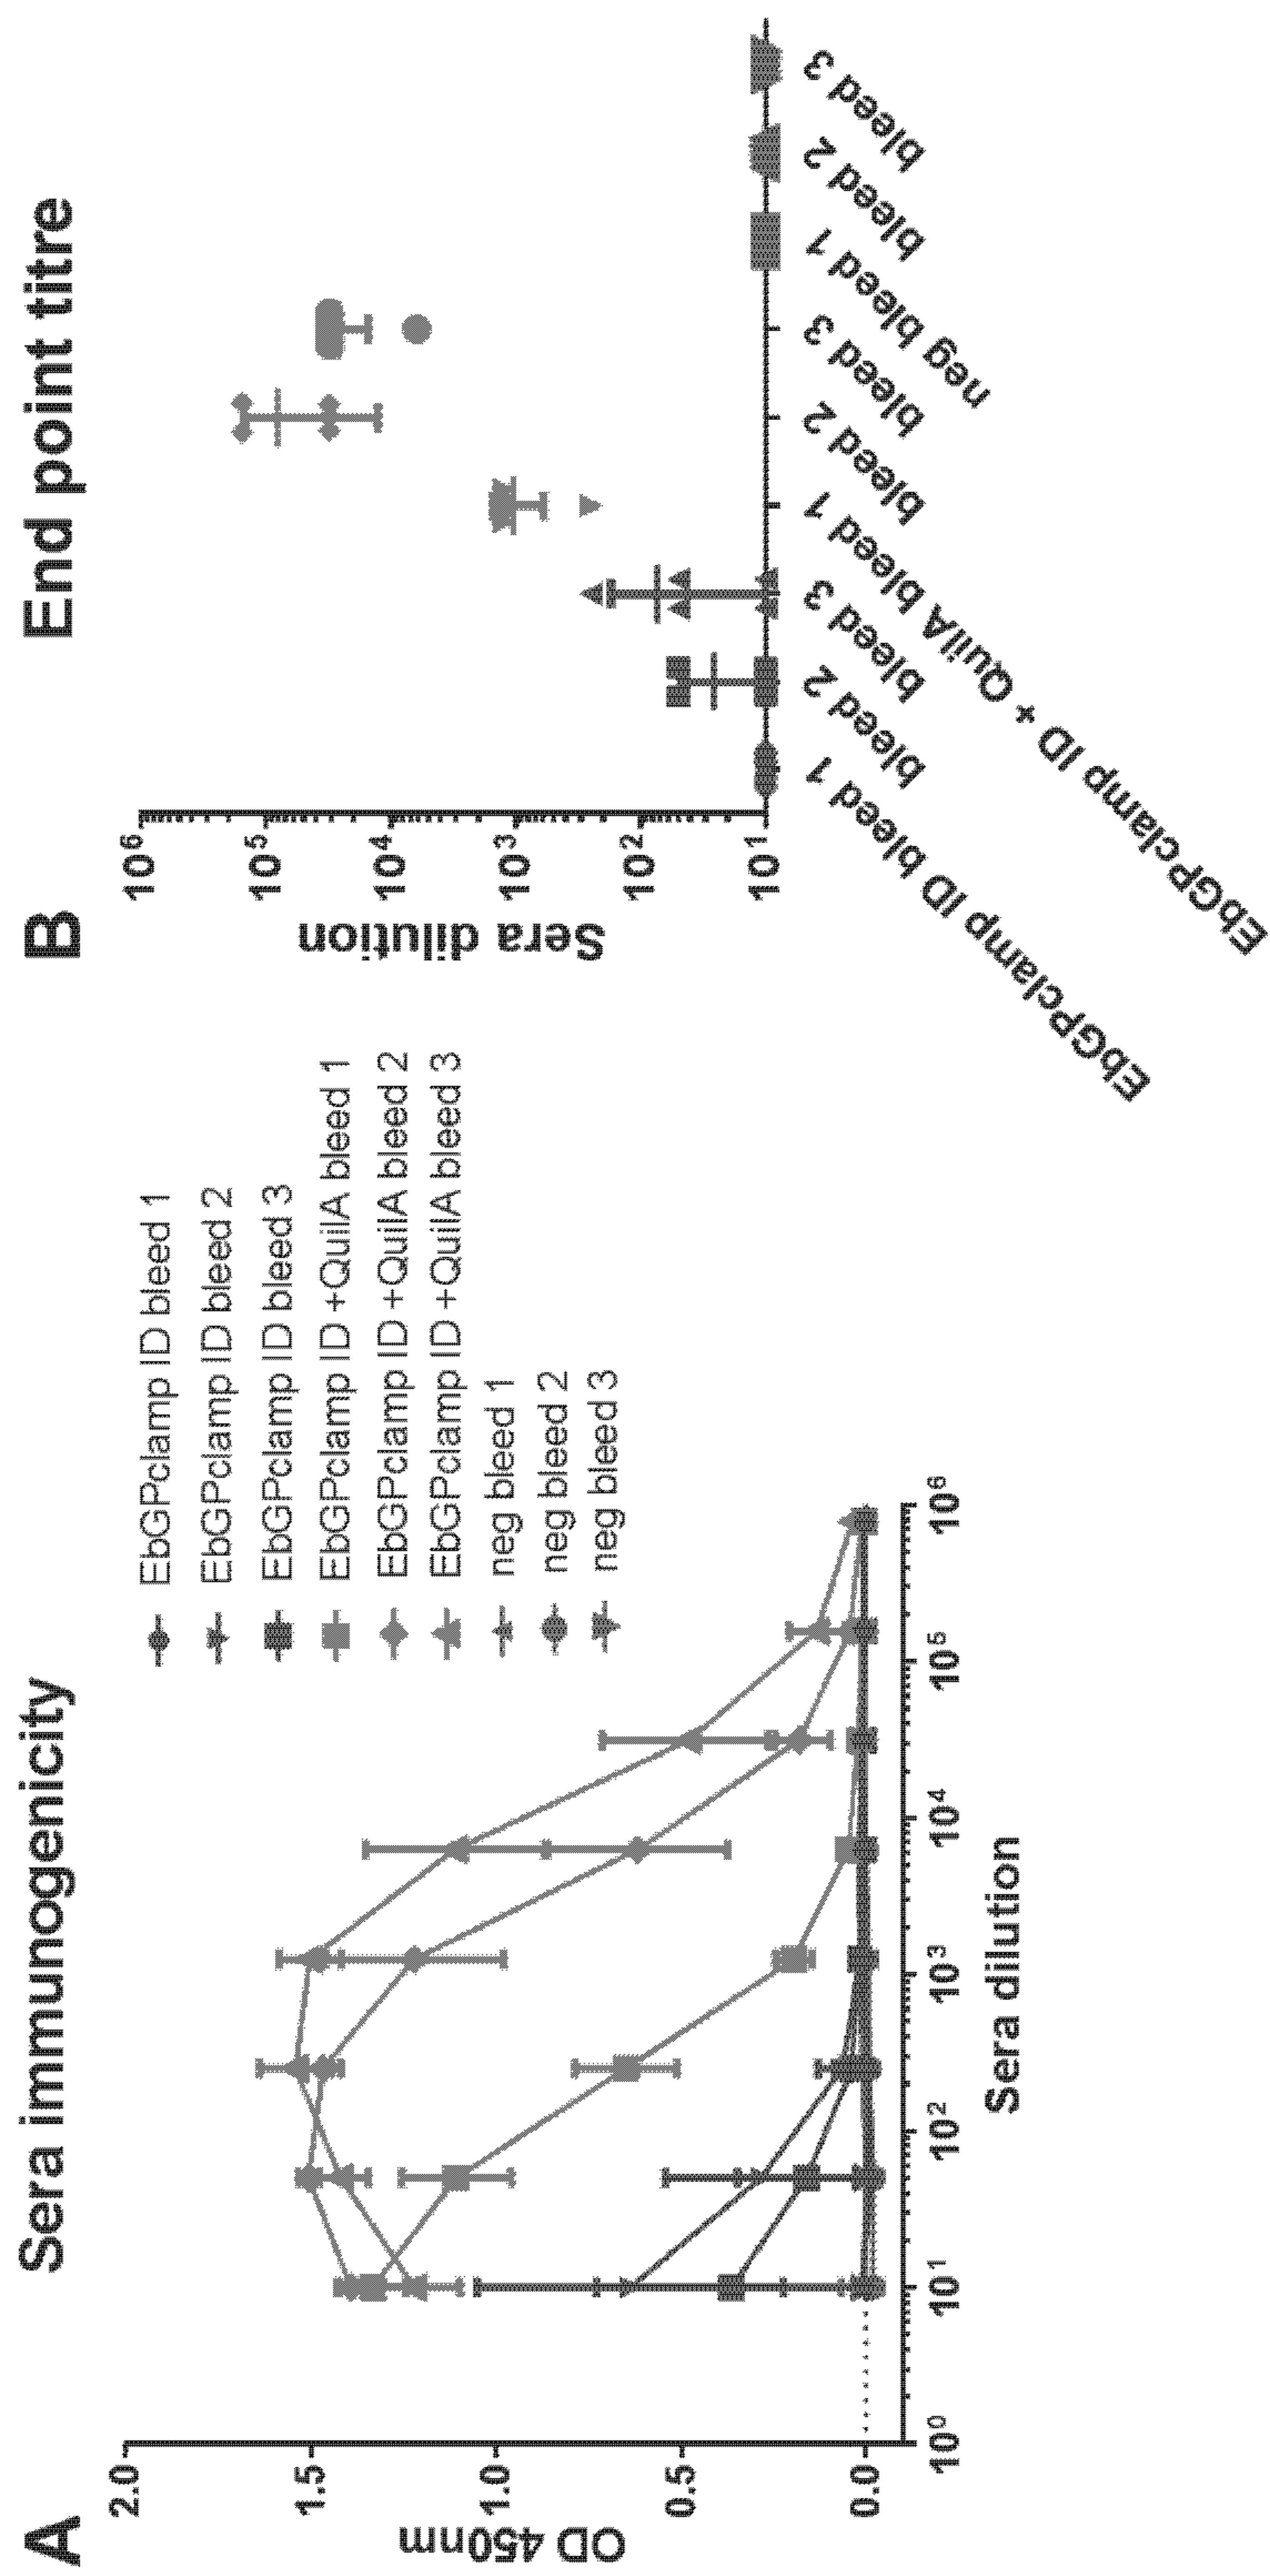 A
Sera immunogenicity
OD 450nm
2.0
1.5
1.0
0.5
0.0
10⁰
10¹
10²
10³
10⁴
10⁵
10⁶
Sera dilution
EbGPclamp ID bleed 1
EbGPclamp ID bleed 2
EbGPclamp ID bleed 3
EbGPclamp ID +QuilA bleed 1
EbGPclamp ID +QuilA bleed 2
EbGPclamp ID +QuilA bleed 3
neg bleed 1
neg bleed 2
neg bleed 3
B
End point titre
Sera dilution
10⁶
10⁵
10⁴
10³
10²
10¹
EbGPclamp ID bleed 1
bleed 2
bleed 3
EbGPclamp ID + QuilA bleed 1
bleed 2
bleed 3
neg bleed 1
bleed 2
bleed 3